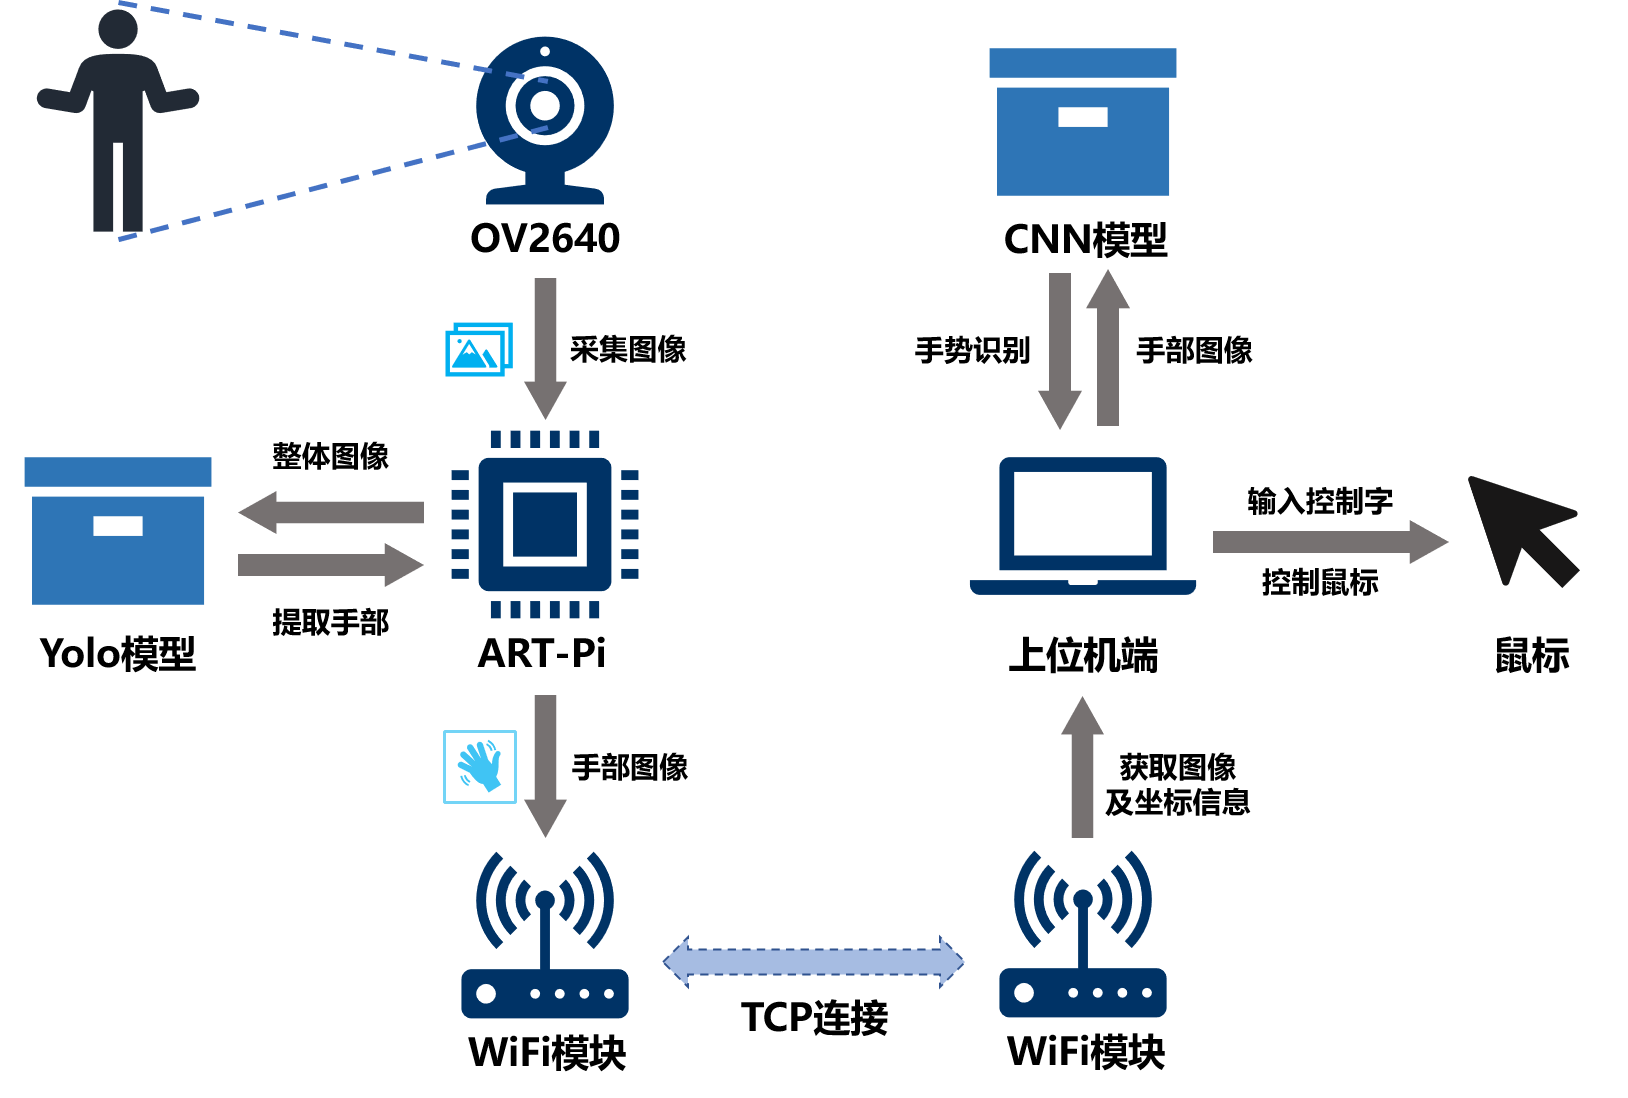 OV2640
CNN模型
采集图像
手势识别
手部图像
整体图像
提取手部
输入控制字
控制鼠标
Yolo模型
ART-Pi
上位机端
鼠标
手部图像
获取图像
及坐标信息
TCP连接
WiFi模块
WiFi模块